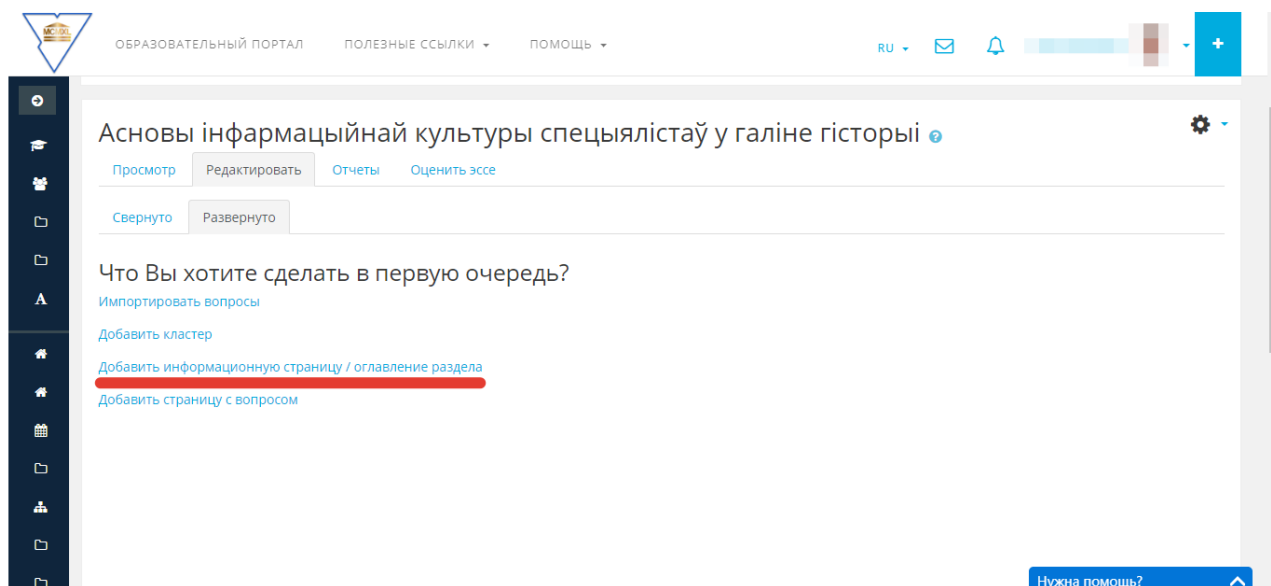 ОБРАЗОВАТЕЛЬНЫЙ ПОРТАЛ ПОЛЕЗНЫЕ ССЫЛКИ ПОМОЩЬ RU
Асновы інфармацыйнай культуры спецыялістаў у галіне гісторыі
Просмотр Редактировать Отчеты Оценить эссе
Свернуто Развернуто
Что Вы хотите сделать в первую очередь?
Импортировать вопросы
Добавить кластер
Добавить информационную страницу / оглавление раздела
Добавить страницу с вопросом
Нужна помощь?